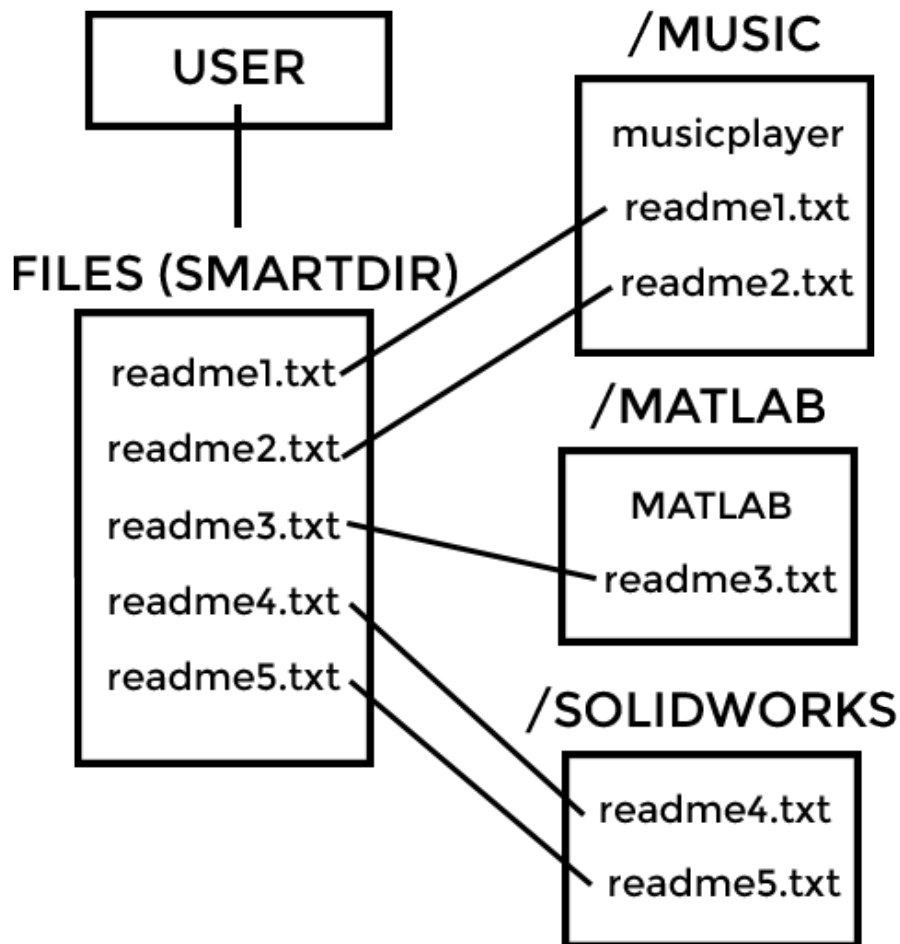 USER
FILES (SMARTDIR)
readme1.txt
readme2.txt
readme3.txt
readme4.txt
readme5.txt
/MUSIC
musicplayer
readme1.txt
readme2.txt
/MATLAB
MATLAB
readme3.txt
/SOLIDWORKS
readme4.txt
readme5.txt